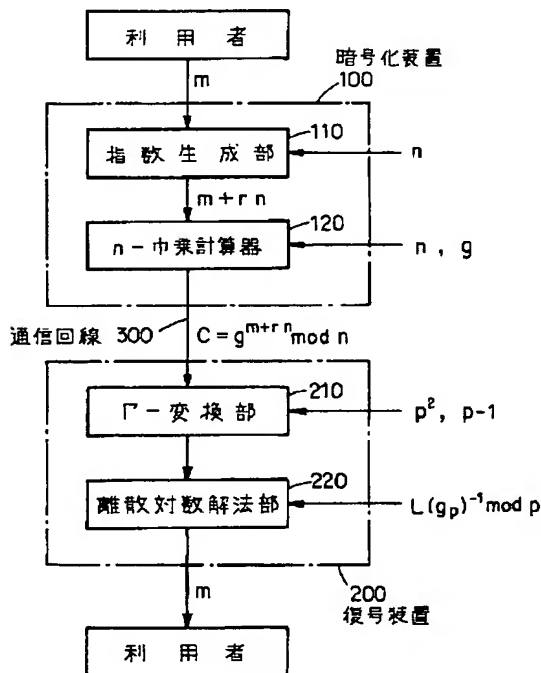 利用者
m
暗号化装置
100
110
指数生成部
n
m+rn
120
n-巾乗計算器
n, g
通信回線 300
C=g^{m+rn} mod n
210
Γ-変換部
p², p-1
220
離散対数解法部
L(g_p)⁻¹ mod p
m
200
復号装置
利用者